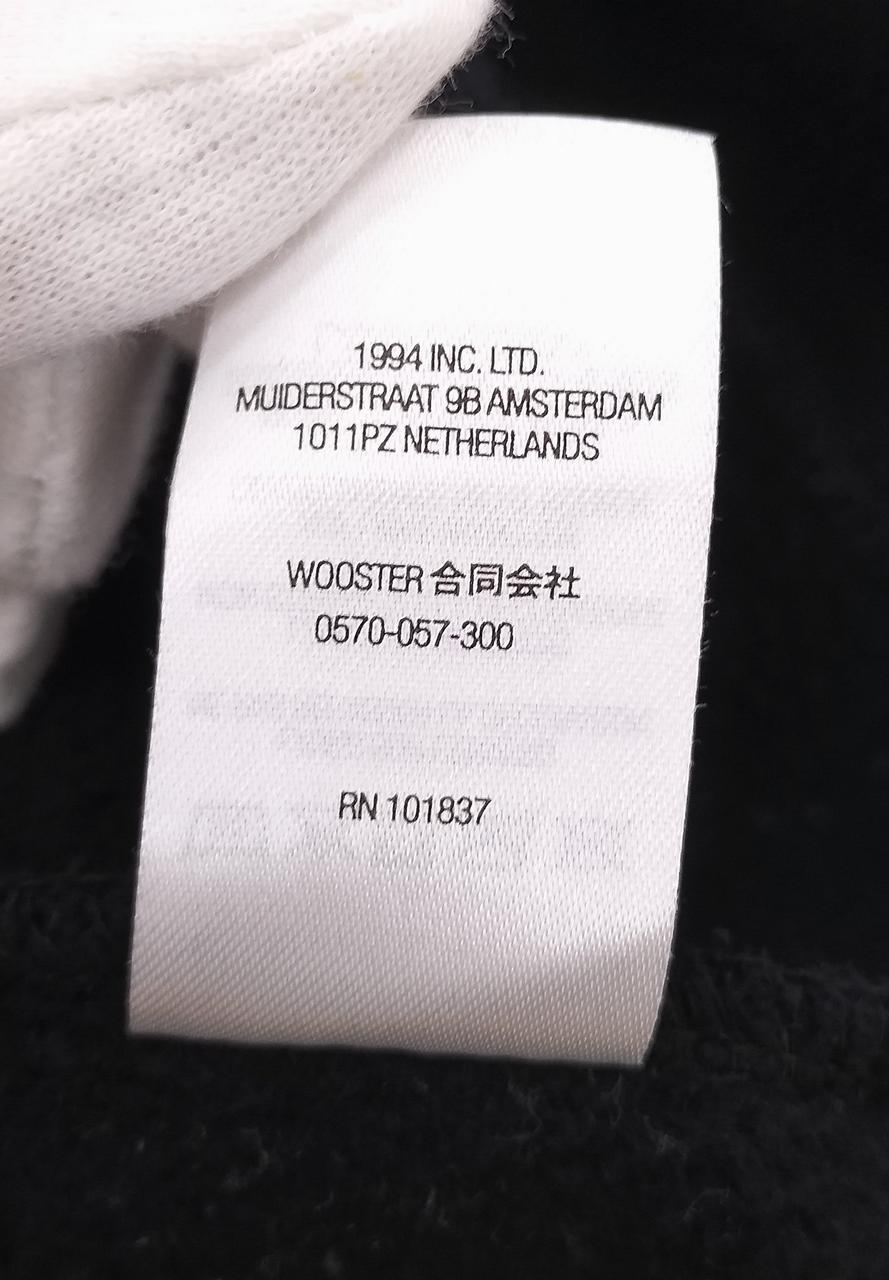 1994 INC. LTD.
MUIDERSTRAAT 9B AMSTERDAM
1011PZ NETHERLANDS
WOOSTER 合同会社
0570-057-300
RN 101837